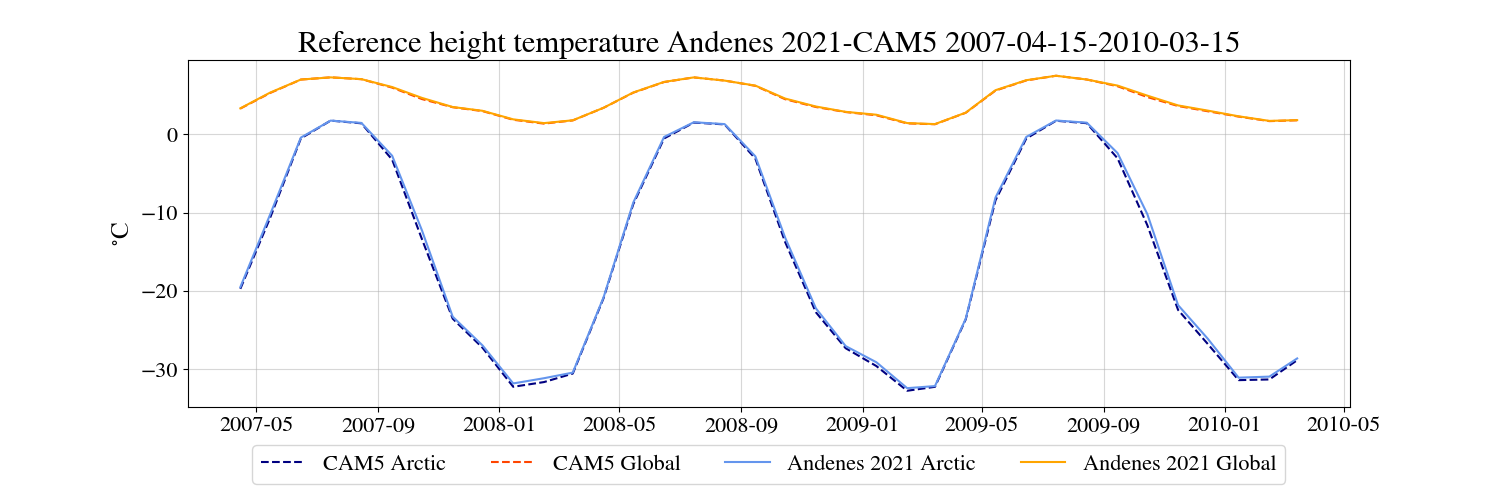 Reference height temperature Andenes 2021-CAM5 2007-04-15-2010-03-15
0
−10
−20
−30
°C
2007-05 2007-09 2008-01 2008-05 2008-09 2009-01 2009-05 2009-09 2010-01 2010-05
CAM5 Arctic CAM5 Global Andenes 2021 Arctic Andenes 2021 Global